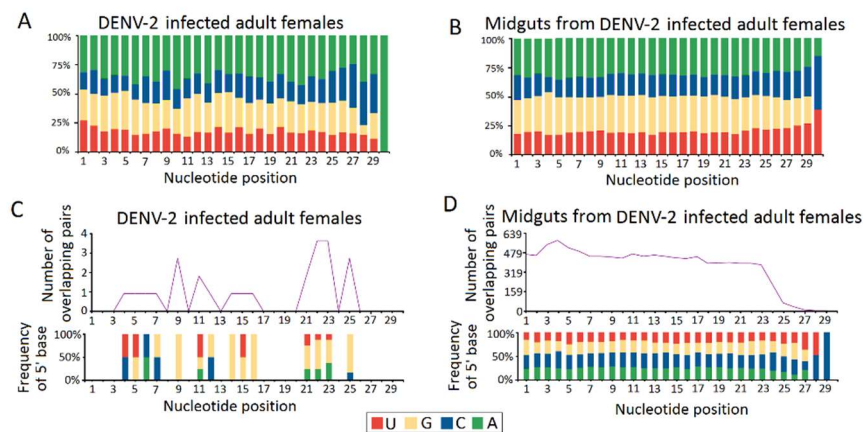 A
DENV-2 infected adult females
100%
75%
50%
25%
0%
1 3 5 7 9 11 13 15 17 19 21 23 25 27 29
Nucleotide position
B
Midguts from DENV-2 infected adult females
100%
75%
50%
25%
0%
1 3 5 7 9 11 13 15 17 19 21 23 25 27 29
Nucleotide position
C
DENV-2 infected adult females
Number of
overlapping pairs
4
3
2
1
0
1 3 5 7 9 11 13 15 17 19 21 23 25 27 29
Frequency
of 5' base
100%
50%
0%
1 3 5 7 9 11 13 15 17 19 21 23 25 27 29
Nucleotide position
D
Midguts from DENV-2 infected adult females
Number of
overlapping pairs
639
479
319
159
0
1 3 5 7 9 11 13 15 17 19 21 23 25 27 29
Frequency
of 5' base
100%
50%
0%
1 3 5 7 9 11 13 15 17 19 21 23 25 27 29
Nucleotide position
U G C A